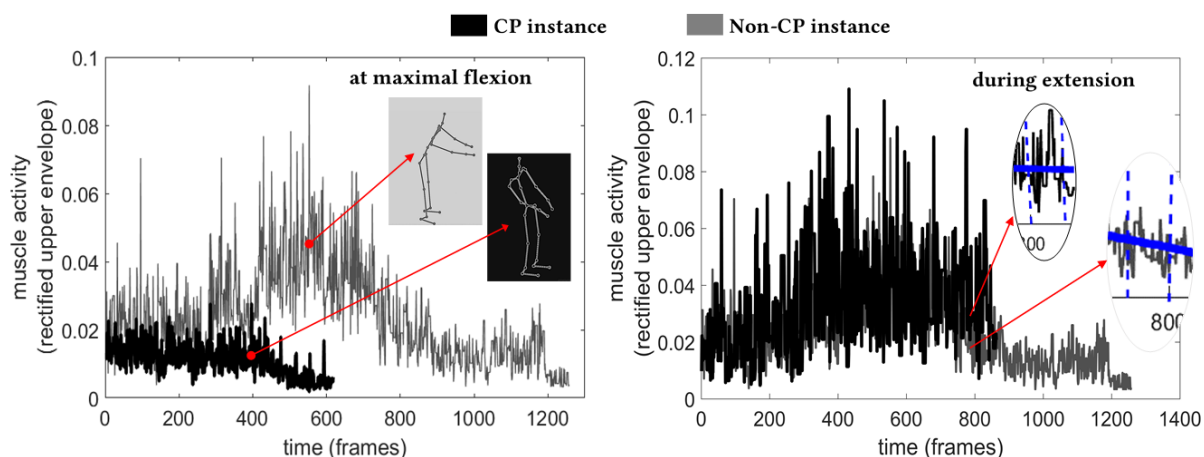 CP instance
Non-CP instance
at maximal flexion
muscle activity
(rectified upper envelope)
0.1
0.08
0.06
0.04
0.02
0
0 200 400 600 800 1000 1200
time (frames)
during extension
muscle activity
(rectified upper envelope)
0.12
0.1
0.08
0.06
0.04
0.02
0
0 200 400 600 800 1000 1200 1400
time (frames)
00
800